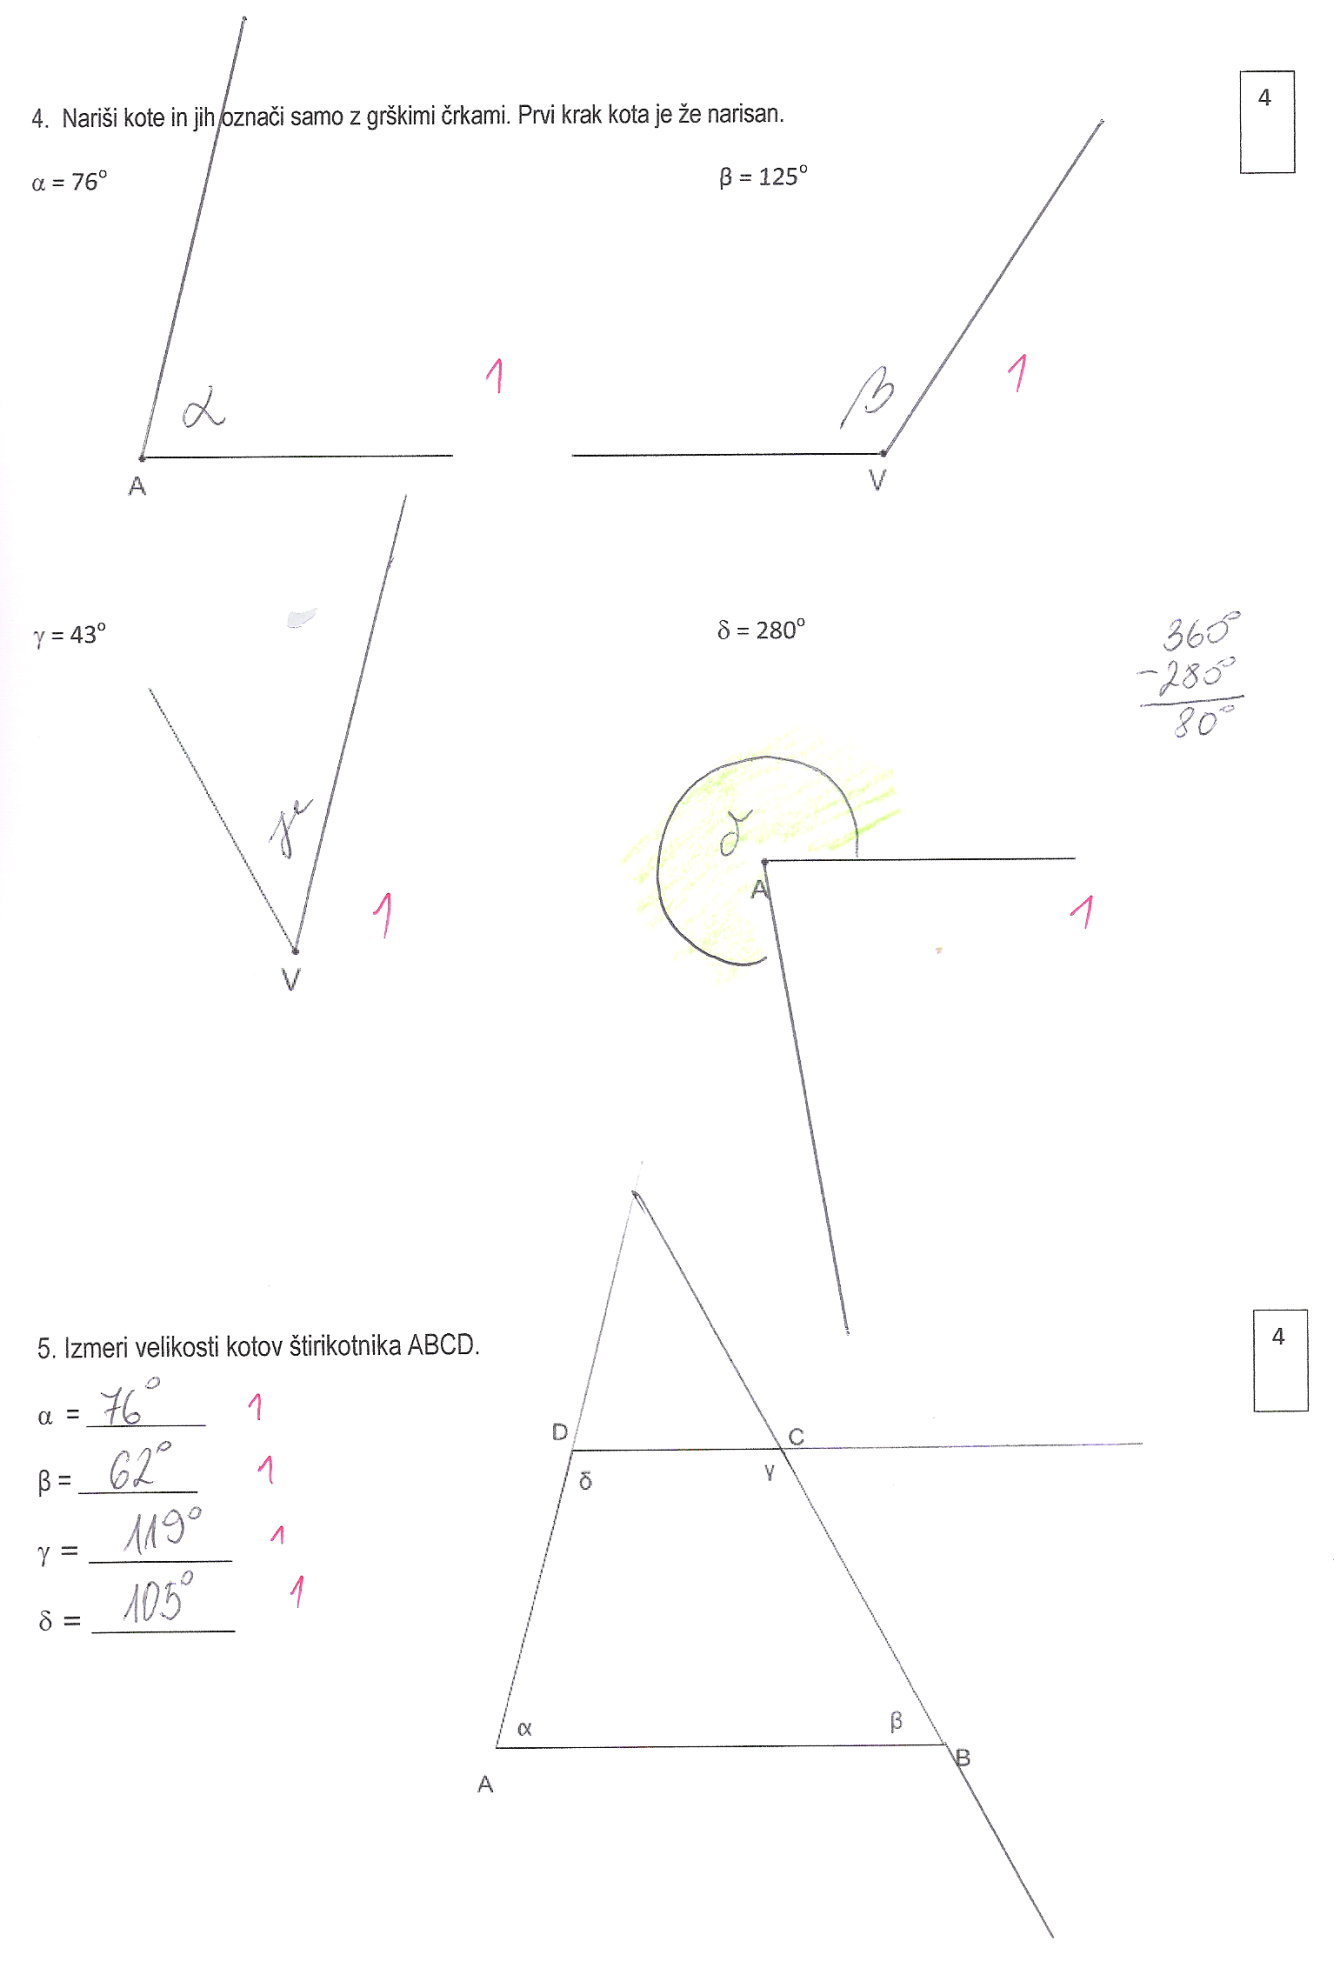 4
4. Nariši kote in jih označi samo z grškimi črkami. Prvi krak kota je že narisan.
α = 76°
β = 125°
α
1
β
1
A
V
γ = 43°
δ = 280°
360°
-280°
80°
γ
δ
A
1
1
V
5. Izmeri velikosti kotov štirikotnika ABCD.
4
α = 76° 1
β = 62° 1
γ = 119° 1
δ = 105° 1
D
C
δ
γ
α
β
A
B